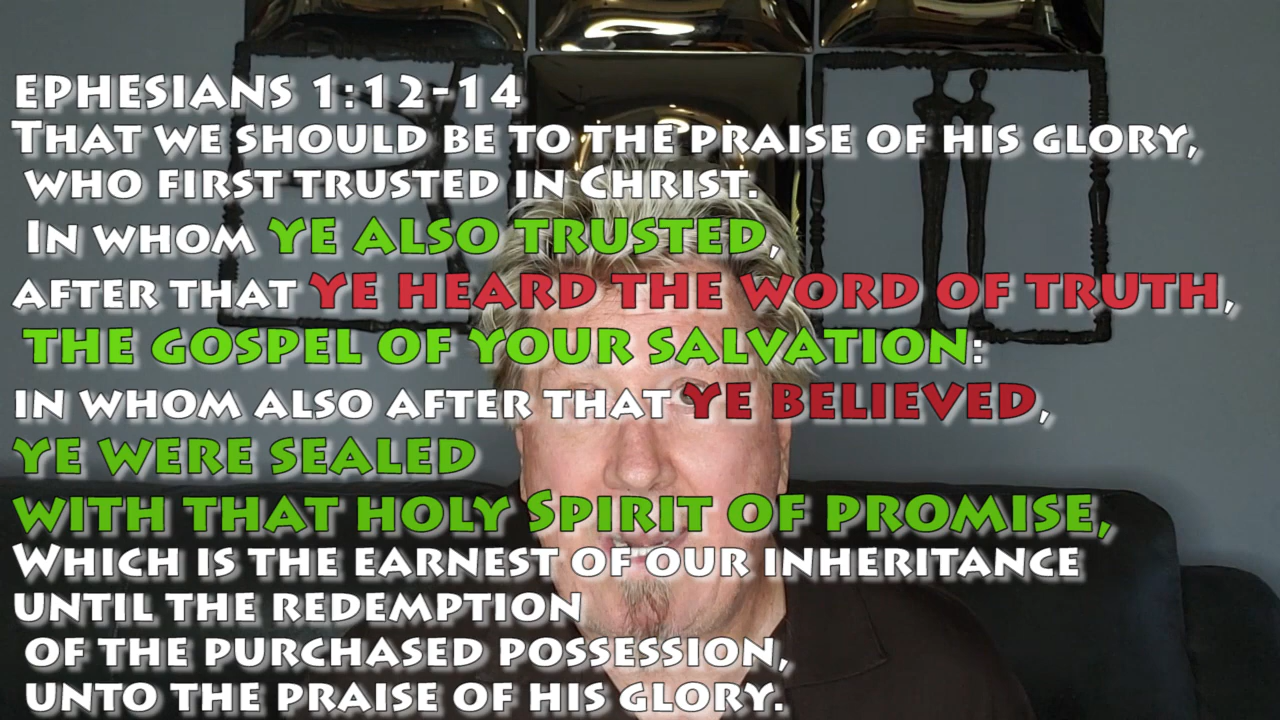 EPHESIANS 1:12-14
THAT WE SHOULD BE TO THE PRAISE OF HIS GLORY,
WHO FIRST TRUSTED IN CHRIST.
IN WHOM YE ALSO TRUSTED,
AFTER THAT YE HEARD THE WORD OF TRUTH,
THE GOSPEL OF YOUR SALVATION:
IN WHOM ALSO AFTER THAT YE BELIEVED,
YE WERE SEALED
WITH THAT HOLY SPIRIT OF PROMISE,
WHICH IS THE EARNEST OF OUR INHERITANCE
UNTIL THE REDEMPTION
OF THE PURCHASED POSSESSION,
UNTO THE PRAISE OF HIS GLORY.